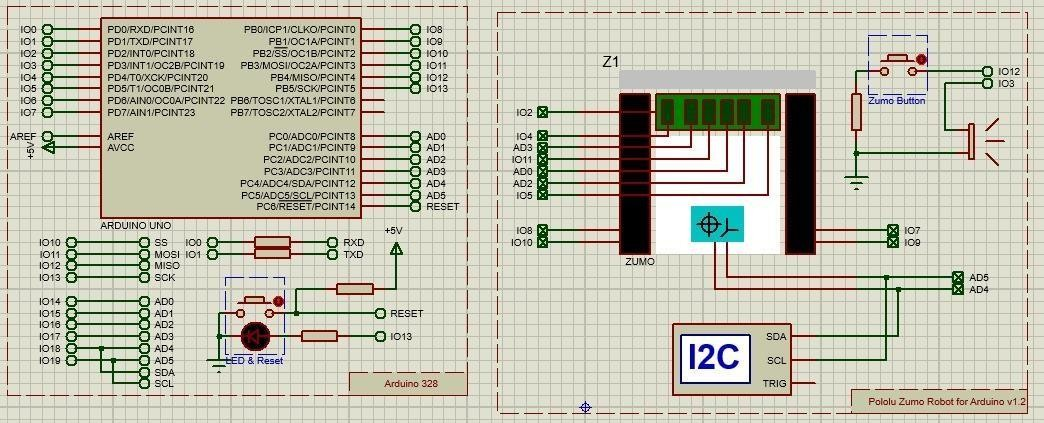 IO0 PD0/RXD/PCINT16 PB0/ICP1/CLKO/PCINT0 IO8
IO1 PD1/TXD/PCINT17 PB1/OC1A/PCINT1 IO9
IO2 PD2/INT0/PCINT18 PB2/SS/OC1B/PCINT2 IO10
IO3 PD3/INT1/OC2B/PCINT19 PB3/MOSI/OC2A/PCINT3 IO11
IO4 PD4/T0/XCK/PCINT20 PB4/MISO/PCINT4 IO12
IO5 PD5/T1/OC0B/PCINT21 PB5/SCK/PCINT5 IO13
IO6 PD6/AIN0/OC0A/PCINT22 PB6/TOSC1/XTAL1/PCINT6
IO7 PD7/AIN1/PCINT23 PB7/TOSC2/XTAL2/PCINT7
AREF AREF PC0/ADC0/PCINT8 AD0
+5V AVCC PC1/ADC1/PCINT9 AD1
PC2/ADC2/PCINT10 AD2
PC3/ADC3/PCINT11 AD3
PC4/ADC4/SDA/PCINT12 AD4
PC5/ADC5/SCL/PCINT13 AD5
PC6/RESET/PCINT14 RESET
ARDUINO UNO
IO10 SS
IO11 MOSI
IO12 MISO
IO13 SCK
IO0 RXD
IO1 TXD
+5V
IO14 AD0
IO15 AD1
IO16 AD2
IO17 AD3
IO18 AD4
IO19 AD5
SDA
SCL
RESET
IO13
LED & Reset
Arduino 328
Z1
IO2
IO4
AD3
IO11
AD0
AD2
IO5
IO8
IO10
ZUMO
IO7
IO9
Zumo Button
IO12
IO3
AD5
AD4
I2C
SDA
SCL
TRIG
Pololu Zumo Robot for Arduino v1.2